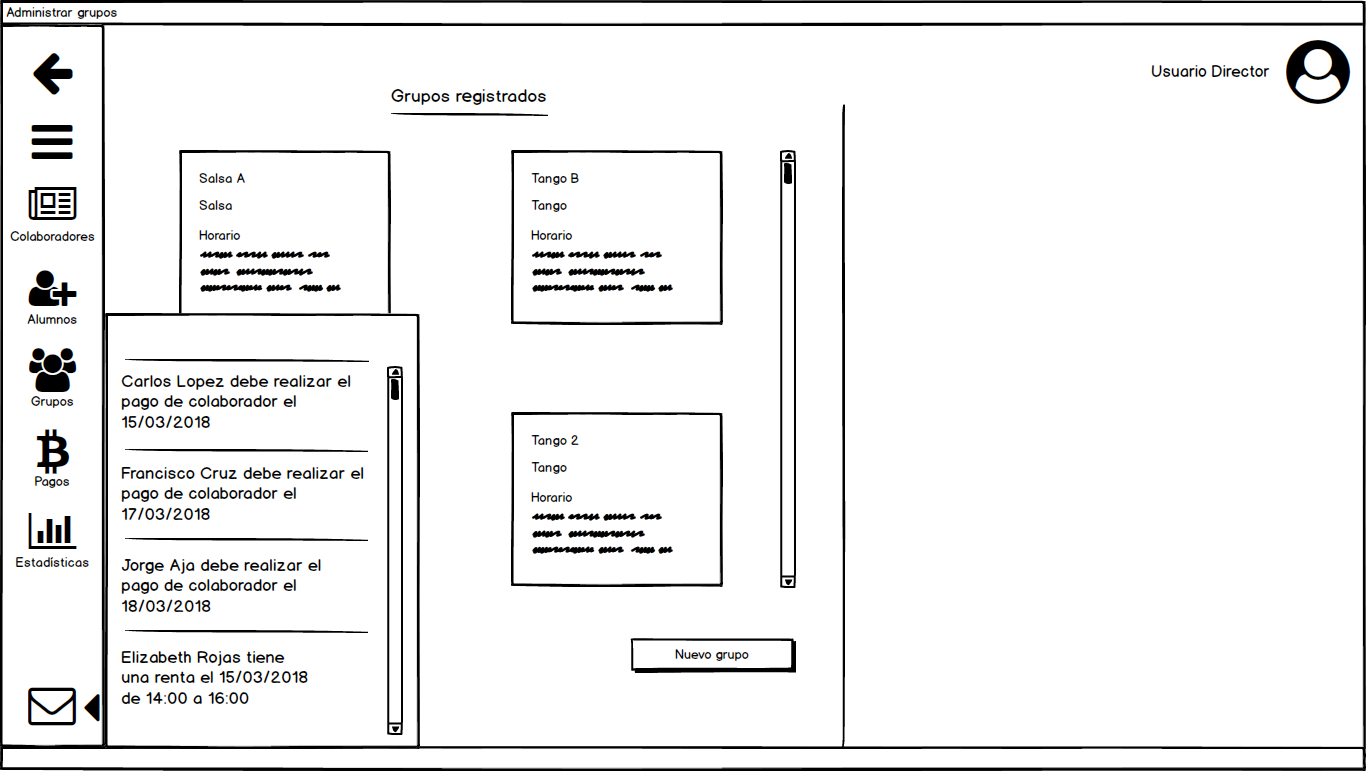 Administrar grupos
Usuario Director
Colaboradores
Alumnos
Grupos
Pagos
Estadísticas
Grupos registrados
Salsa A
Salsa
Horario
Tango B
Tango
Horario
Tango 2
Tango
Horario
Nuevo grupo
Carlos Lopez debe realizar el
pago de colaborador el
15/03/2018
Francisco Cruz debe realizar el
pago de colaborador el
17/03/2018
Jorge Aja debe realizar el
pago de colaborador el
18/03/2018
Elizabeth Rojas tiene
una renta el 15/03/2018
de 14:00 a 16:00